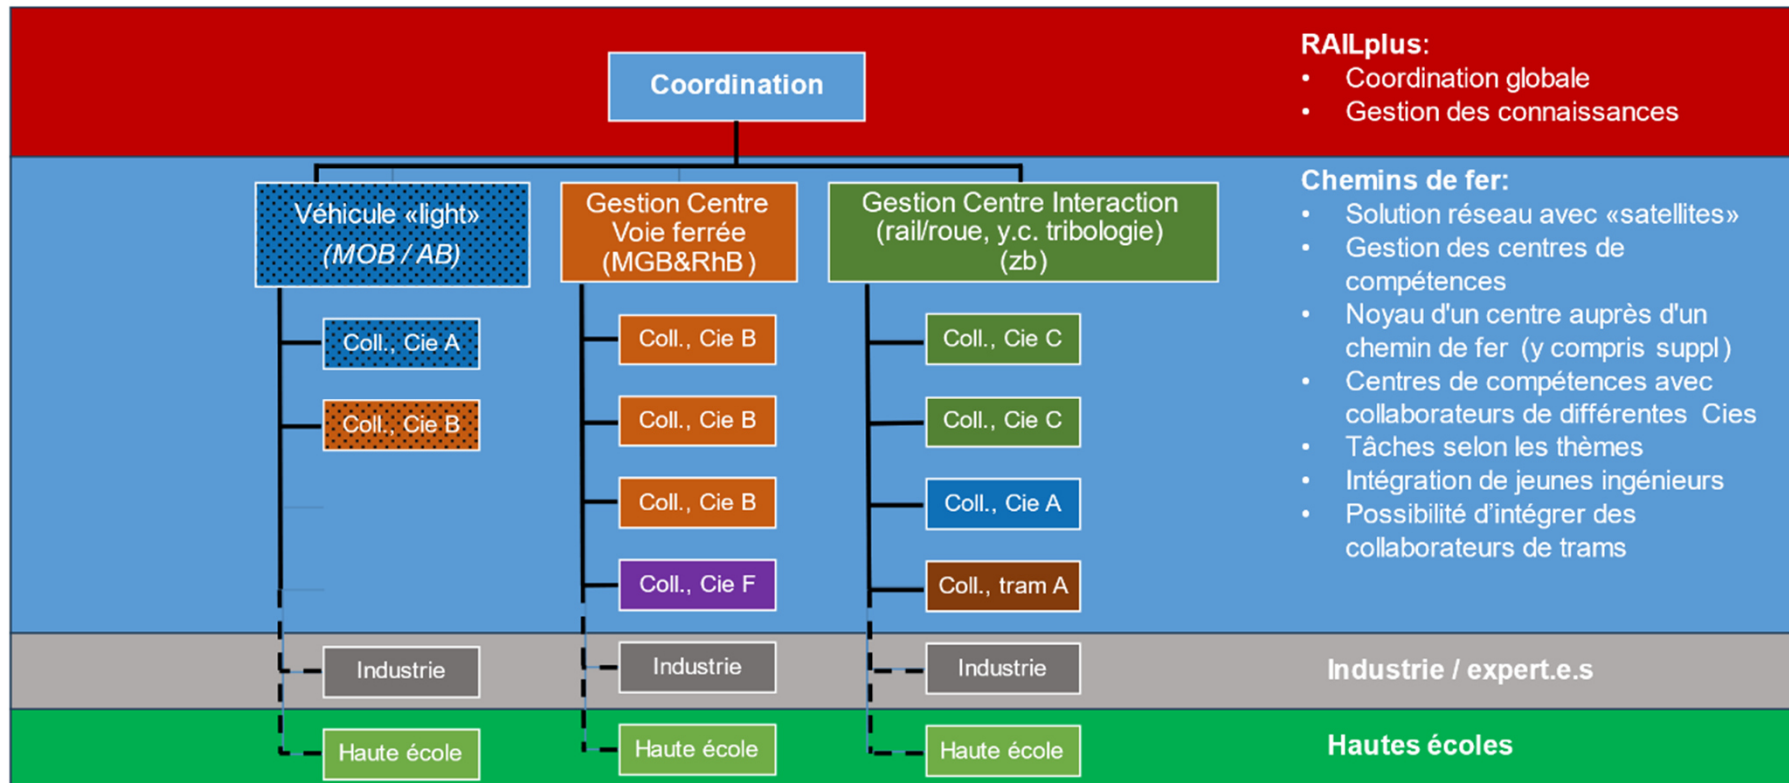 Coordination
RAILplus:
• Coordination globale
• Gestion des connaissances
Véhicule «light»
(MOB / AB)
Gestion Centre
Voie ferrée
(MGB&RhB)
Gestion Centre Interaction
(rail/roue, y.c. tribologie)
(zb)
Coll., Cie A
Coll., Cie B
Coll., Cie B
Coll., Cie B
Coll., Cie B
Coll., Cie F
Coll., Cie C
Coll., Cie C
Coll., Cie A
Coll., tram A
Chemins de fer:
• Solution réseau avec «satellites»
• Gestion des centres de
compétences
• Noyau d'un centre auprès d'un
chemin de fer (y compris suppl)
• Centres de compétences avec
collaborateurs de différentes Cies
• Tâches selon les thèmes
• Intégration de jeunes ingénieurs
• Possibilité d’intégrer des
collaborateurs de trams
Industrie
Industrie
Industrie
Industrie / expert.e.s
Haute école
Haute école
Haute école
Hautes écoles